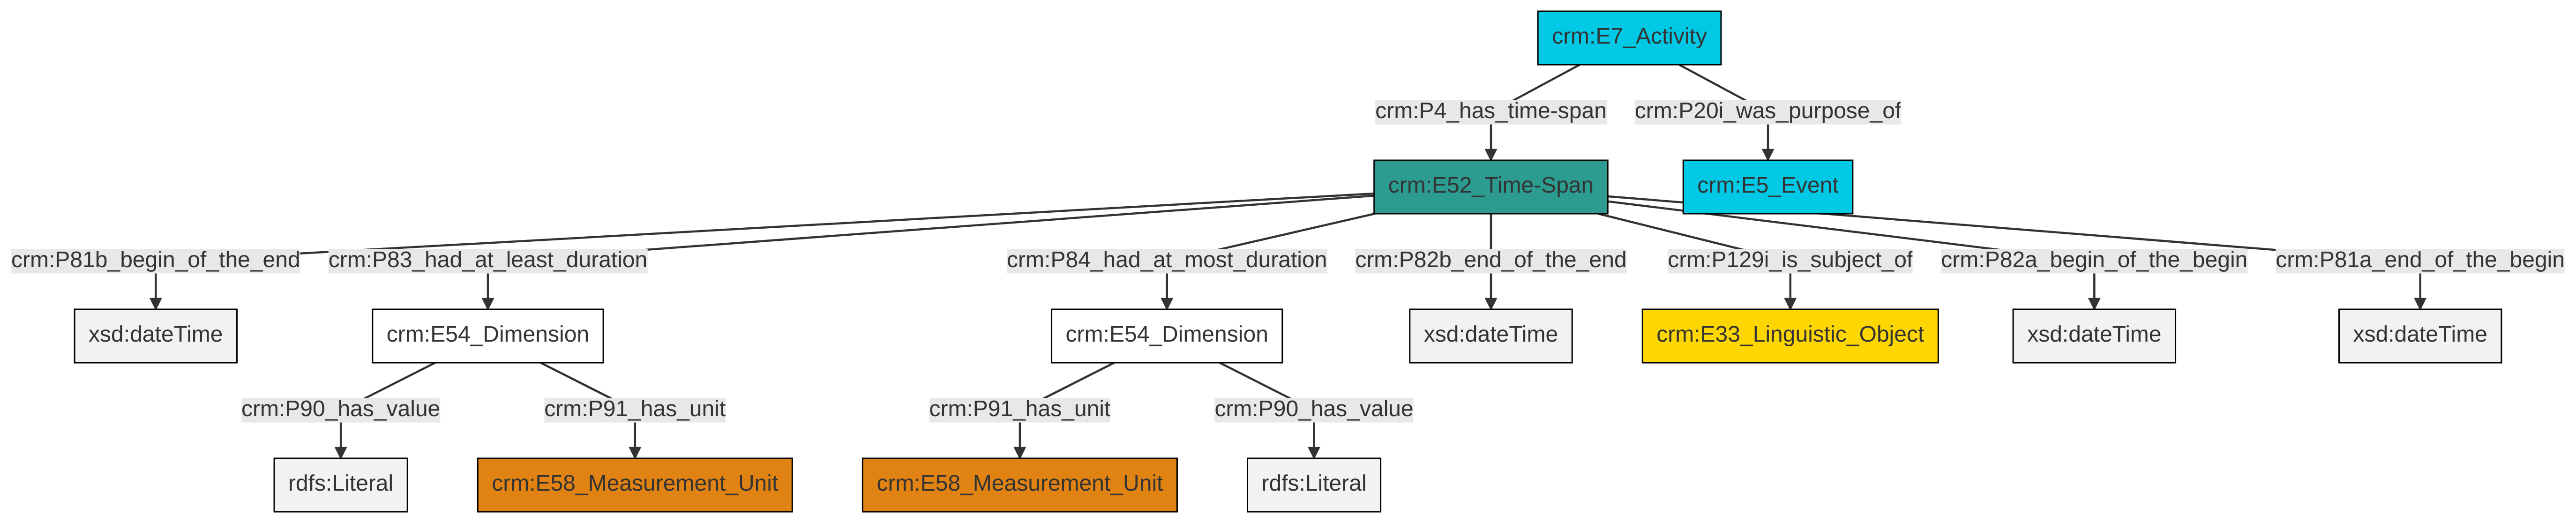 crm:E7_Activity
crm:P4_has_time-span
crm:P20i_was_purpose_of
crm:E52_Time-Span
crm:E5_Event
crm:P81b_begin_of_the_end
crm:P83_had_at_least_duration
crm:P84_had_at_most_duration
crm:P82b_end_of_the_end
crm:P129i_is_subject_of
crm:P82a_begin_of_the_begin
crm:P81a_end_of_the_begin
xsd:dateTime
crm:E54_Dimension
crm:E54_Dimension
xsd:dateTime
crm:E33_Linguistic_Object
xsd:dateTime
xsd:dateTime
crm:P90_has_value
crm:P91_has_unit
crm:P91_has_unit
crm:P90_has_value
rdfs:Literal
crm:E58_Measurement_Unit
crm:E58_Measurement_Unit
rdfs:Literal